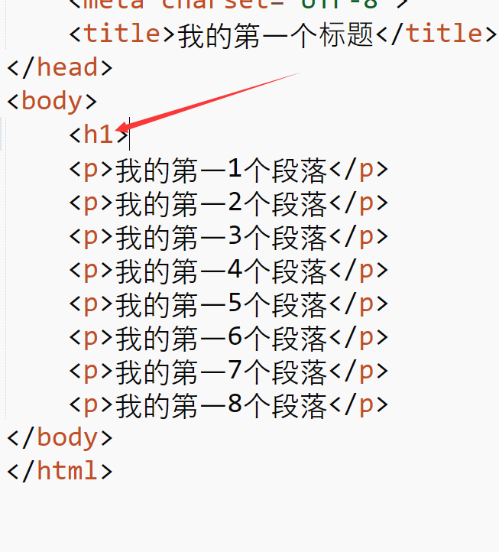 <meta charset="utf-8">
<title>我的第一个标题</title>
</head>
<body>
<h1>
<p>我的第一1个段落</p>
<p>我的第一2个段落</p>
<p>我的第一3个段落</p>
<p>我的第一4个段落</p>
<p>我的第一5个段落</p>
<p>我的第一6个段落</p>
<p>我的第一7个段落</p>
<p>我的第一8个段落</p>
</body>
</html>